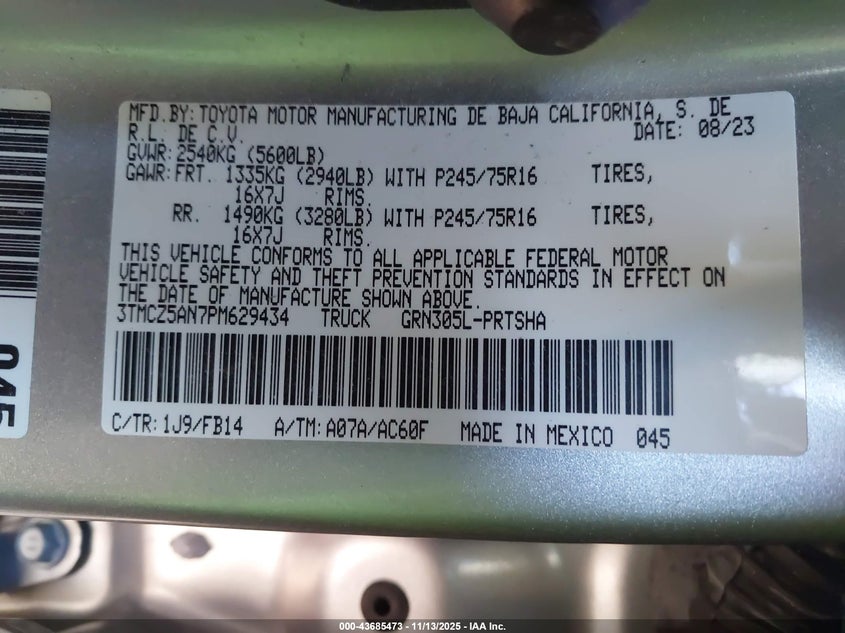 MFD.BY: TOYOTA MOTOR MANUFACTURING DE BAJA CALIFORNIA, S. DE
R.L. DE C.V. DATE: 08/23
GVWR: 2540KG (5600LB)
GAWR: FRT. 1335KG (2940LB) WITH P245/75R16 TIRES,
16X7J RIMS.
RR. 1490KG (3280LB) WITH P245/75R16 TIRES,
16X7J RIMS.
THIS VEHICLE CONFORMS TO ALL APPLICABLE FEDERAL MOTOR
VEHICLE SAFETY AND THEFT PREVENTION STANDARDS IN EFFECT ON
THE DATE OF MANUFACTURE SHOWN ABOVE.
3TMCZ5AN7PM629434 TRUCK GRN305L-PRTSHA
C/TR: 1J9/FB14 A/TM: A07A/AC60F MADE IN MEXICO 045
045
000-43685473 — 11/13/2025 — IAA Inc.